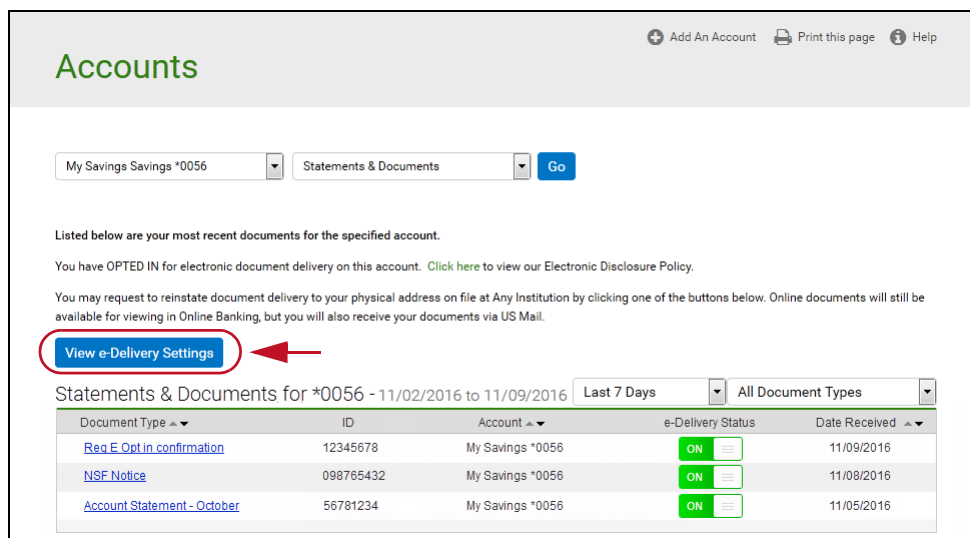 Add An Account Print this page Help
Accounts
My Savings Savings *0056 Statements & Documents Go
Listed below are your most recent documents for the specified account.
You have OPTED IN for electronic document delivery on this account. Click here to view our Electronic Disclosure Policy.
You may request to reinstate document delivery to your physical address on file at Any Institution by clicking one of the buttons below. Online documents will still be
available for viewing in Online Banking, but you will also receive your documents via US Mail.
View e-Delivery Settings
Statements & Documents for *0056 - 11/02/2016 to 11/09/2016 Last 7 Days All Document Types
Document Type ID Account e-Delivery Status Date Received
Reg E Opt in confirmation 12345678 My Savings *0056 ON 11/09/2016
NSF Notice 098765432 My Savings *0056 ON 11/08/2016
Account Statement - October 56781234 My Savings *0056 ON 11/05/2016